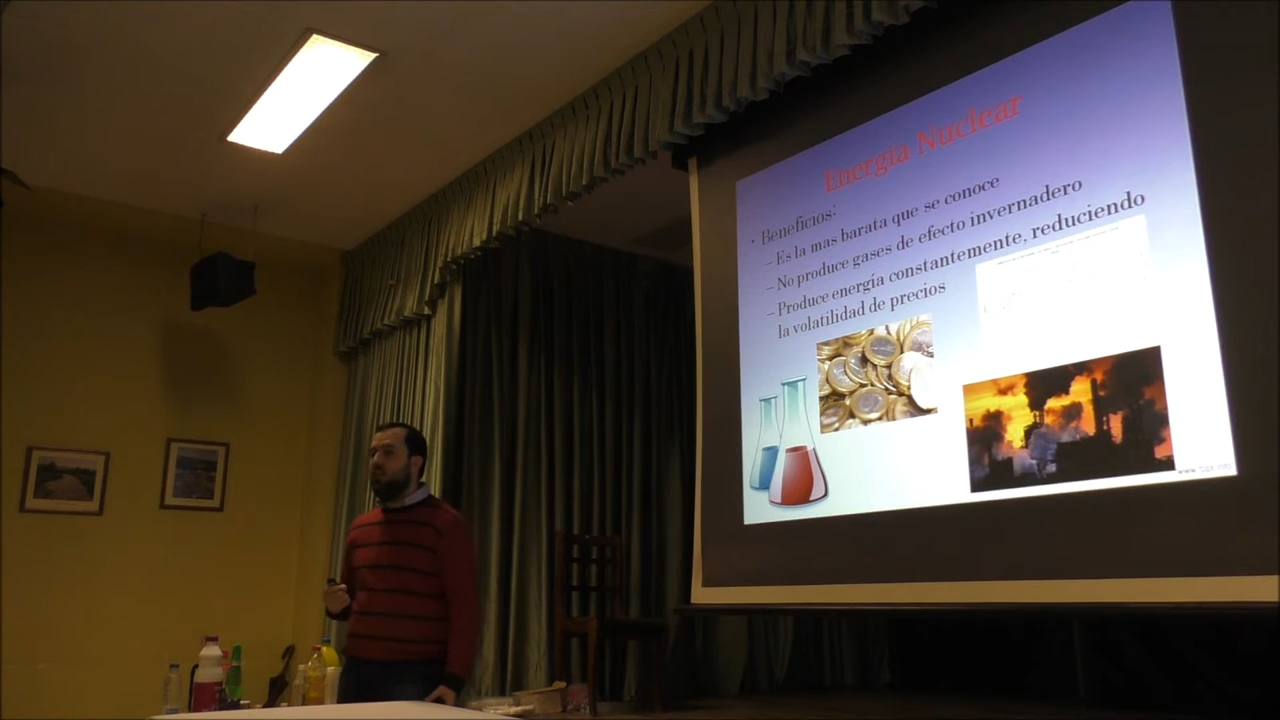 Energía Nuclear
• Beneficios:
– Es la mas barata que se conoce
– No produce gases de efecto invernadero
– Produce energía constantemente, reduciendo
la volatilidad de precios